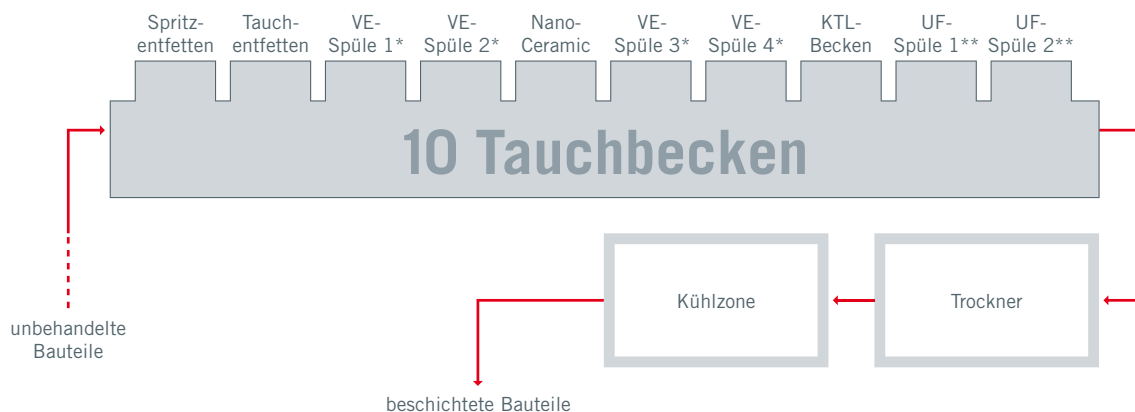 Spritz-
entfetten
Tauch-
entfetten
VE-
Spüle 1*
VE-
Spüle 2*
Nano-
Ceramic
VE-
Spüle 3*
VE-
Spüle 4*
KTL-
Becken
UF-
Spüle 1**
UF-
Spüle 2**
10 Tauchbecken
unbehandelte
Bauteile
Kühlzone
Trockner
beschichtete Bauteile